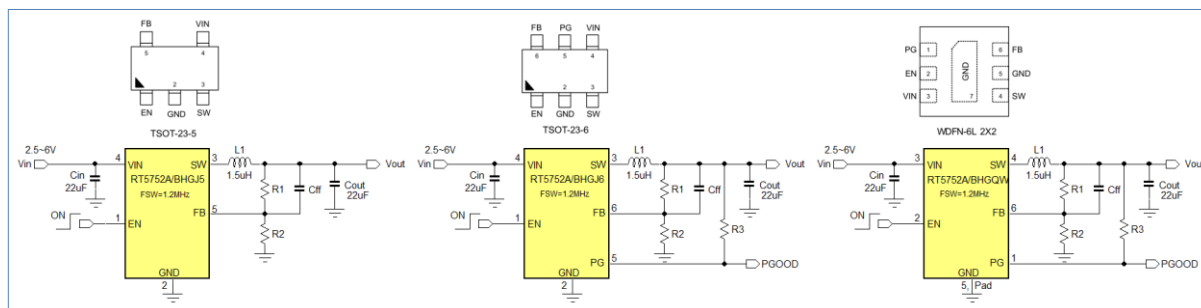 FB VIN
5 4
2 3
EN GND SW
TSOT-23-5
2.5~6V
Vin
Cin
22uF
ON
4 VIN
SW 3
RT5752A/BHGJ5
FSW=1.2MHz
FB 5
1 EN
GND
2
L1
1.5uH
R1
Cff
R2
Cout
22uF
Vout
FB PG VIN
6 5 4
2 3
EN GND SW
TSOT-23-6
2.5~6V
Vin
Cin
22uF
ON
4 VIN
SW 3
RT5752A/BHGJ6
FSW=1.2MHz
FB 6
1 EN
PG 5
GND
2
L1
1.5uH
R1
Cff
R2
R3
Cout
22uF
Vout
PGOOD
PG 1 6 FB
EN 2 GND 5 GND
VIN 3 7 4 SW
WDFN-6L 2X2
2.5~6V
Vin
Cin
22uF
ON
3 VIN
SW 4
RT5752A/BHGQW
FSW=1.2MHz
FB 6
2 EN
PG 1
GND
5, Pad
L1
1.5uH
R1
Cff
R2
R3
Cout
22uF
Vou
PGOOD